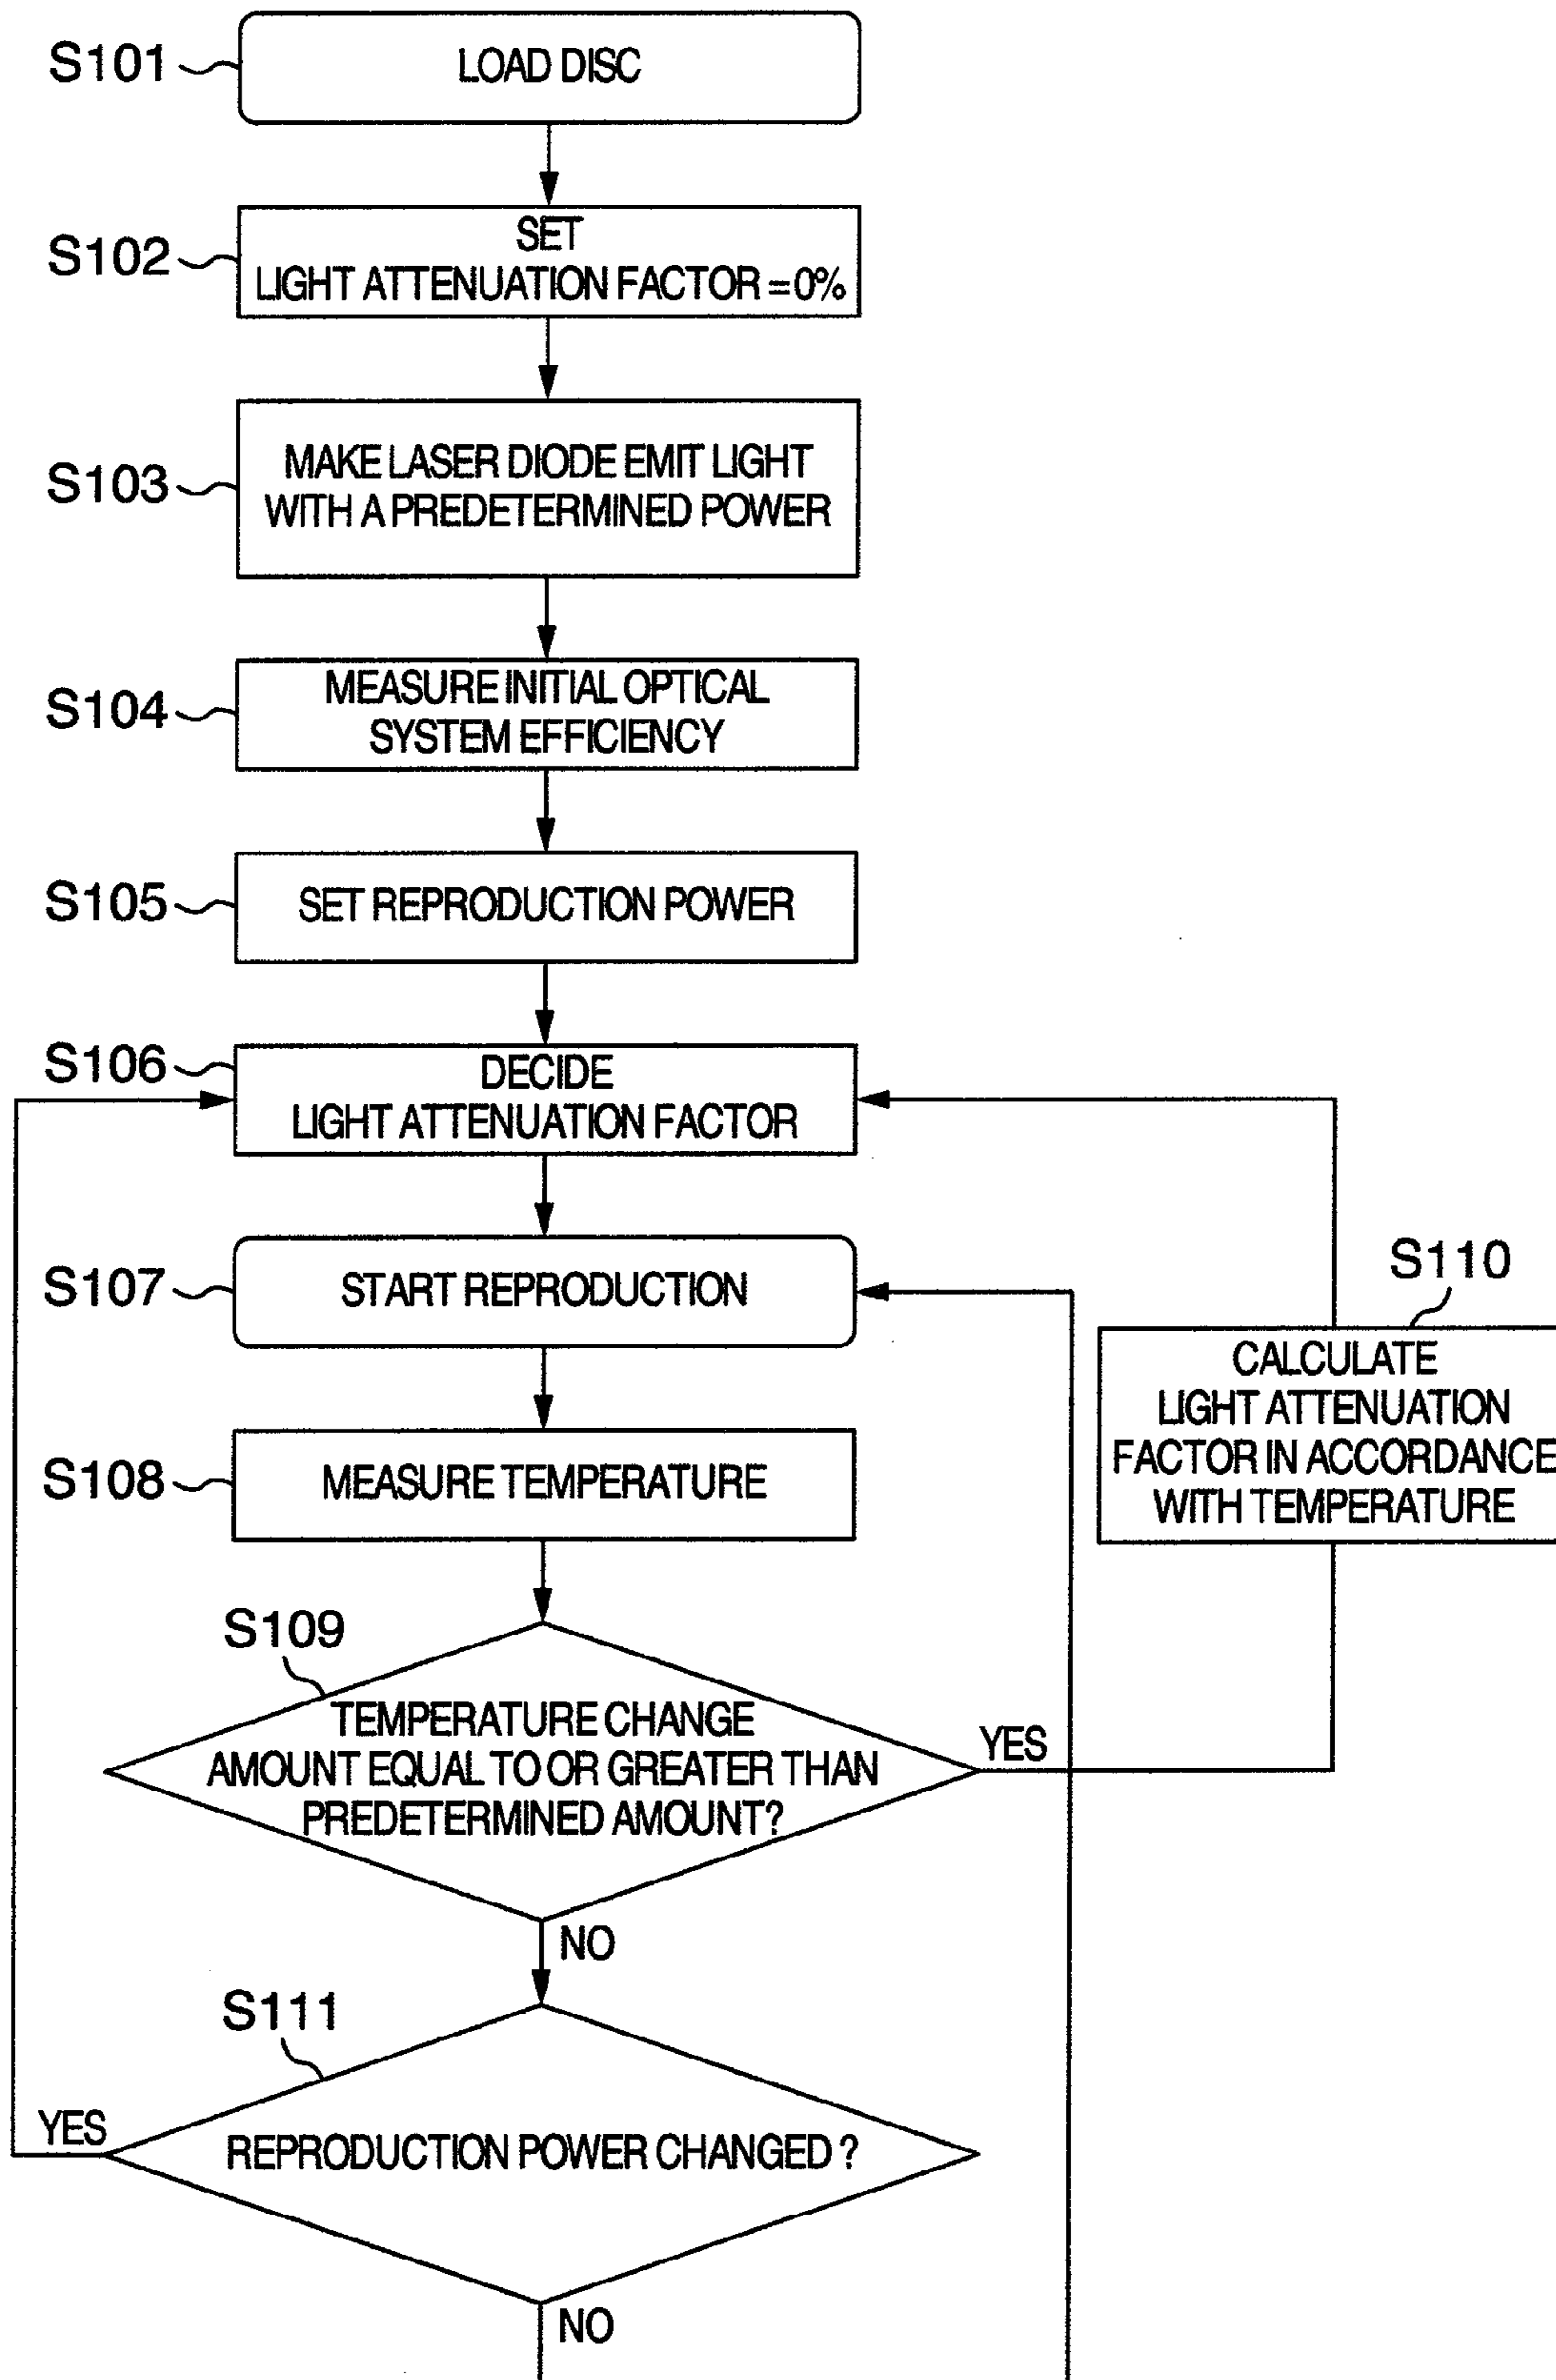 S101
LOAD DISC
S102
SET
LIGHT ATTENUATION FACTOR = 0%
S103
MAKE LASER DIODE EMIT LIGHT
WITH A PREDETERMINED POWER
S104
MEASURE INITIAL OPTICAL
SYSTEM EFFICIENCY
S105
SET REPRODUCTION POWER
S106
DECIDE
LIGHT ATTENUATION FACTOR
S107
START REPRODUCTION
S110
CALCULATE
LIGHT ATTENUATION
FACTOR IN ACCORDANCE
WITH TEMPERATURE
S108
MEASURE TEMPERATURE
S109
TEMPERATURE CHANGE
AMOUNT EQUAL TO OR GREATER THAN
PREDETERMINED AMOUNT?
YES
NO
S111
YES
REPRODUCTION POWER CHANGED ?
NO